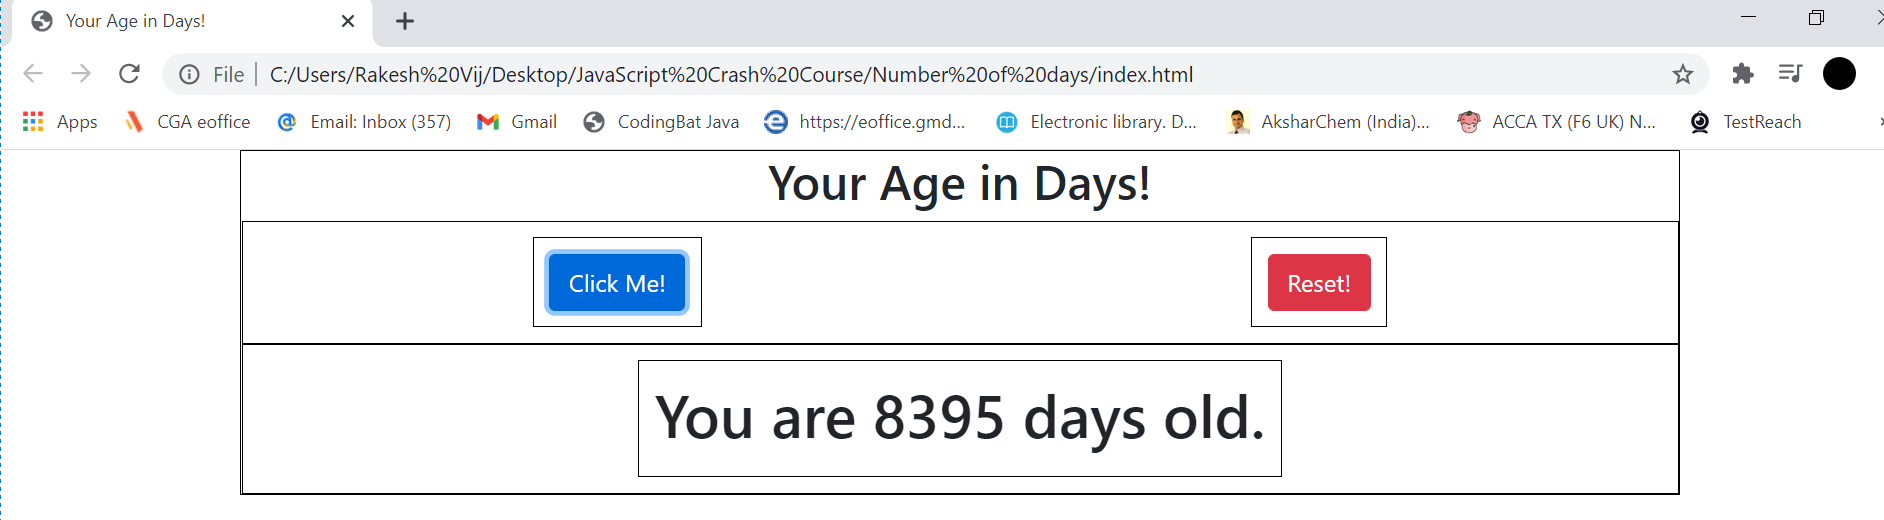 Your Age in Days!
File C:/Users/Rakesh%20Vij/Desktop/JavaScript%20Crash%20Course/Number%20of%20days/index.html
Apps CGA eoffice Email: Inbox (357) Gmail CodingBat Java https://eoffice.gmd... Electronic library. D... AksharChem (India)... ACCA TX (F6 UK) N... TestReach
Your Age in Days!
Click Me! Reset!
You are 8395 days old.